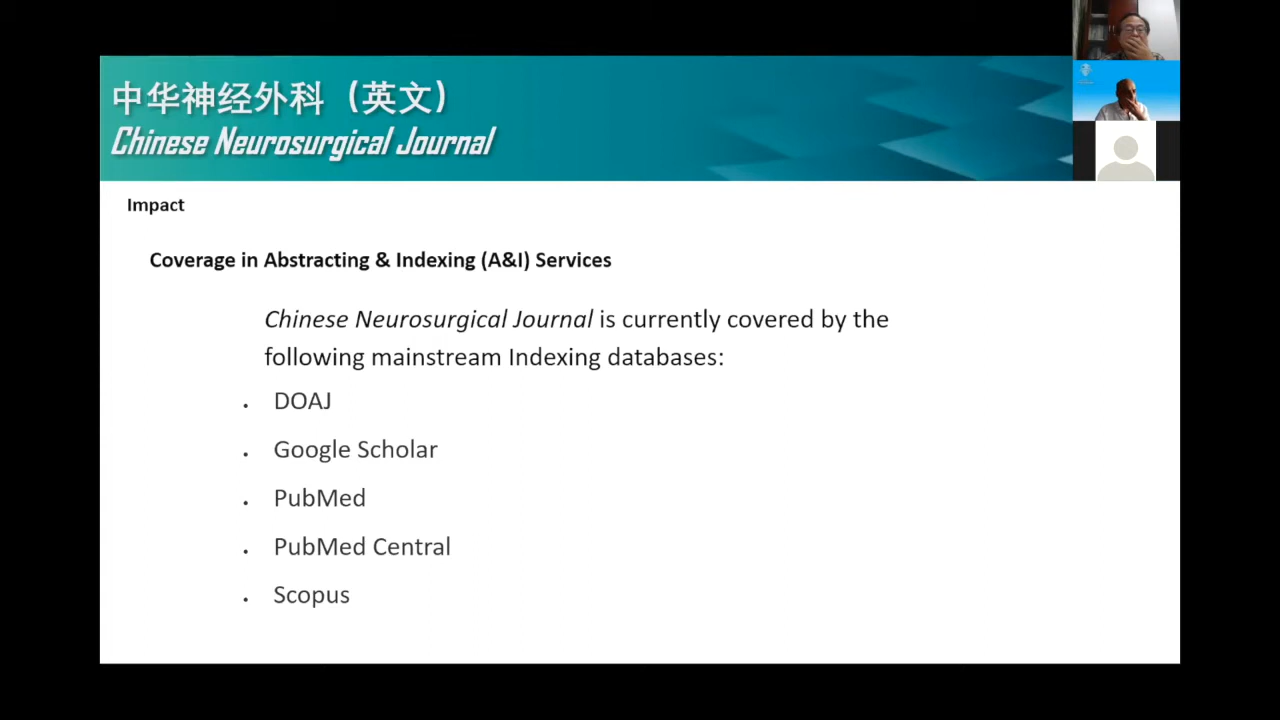 中华神经外科（英文）
Chinese Neurosurgical Journal
Impact
Coverage in Abstracting & Indexing (A&I) Services
Chinese Neurosurgical Journal is currently covered by the
following mainstream Indexing databases:
• DOAJ
• Google Scholar
• PubMed
• PubMed Central
• Scopus